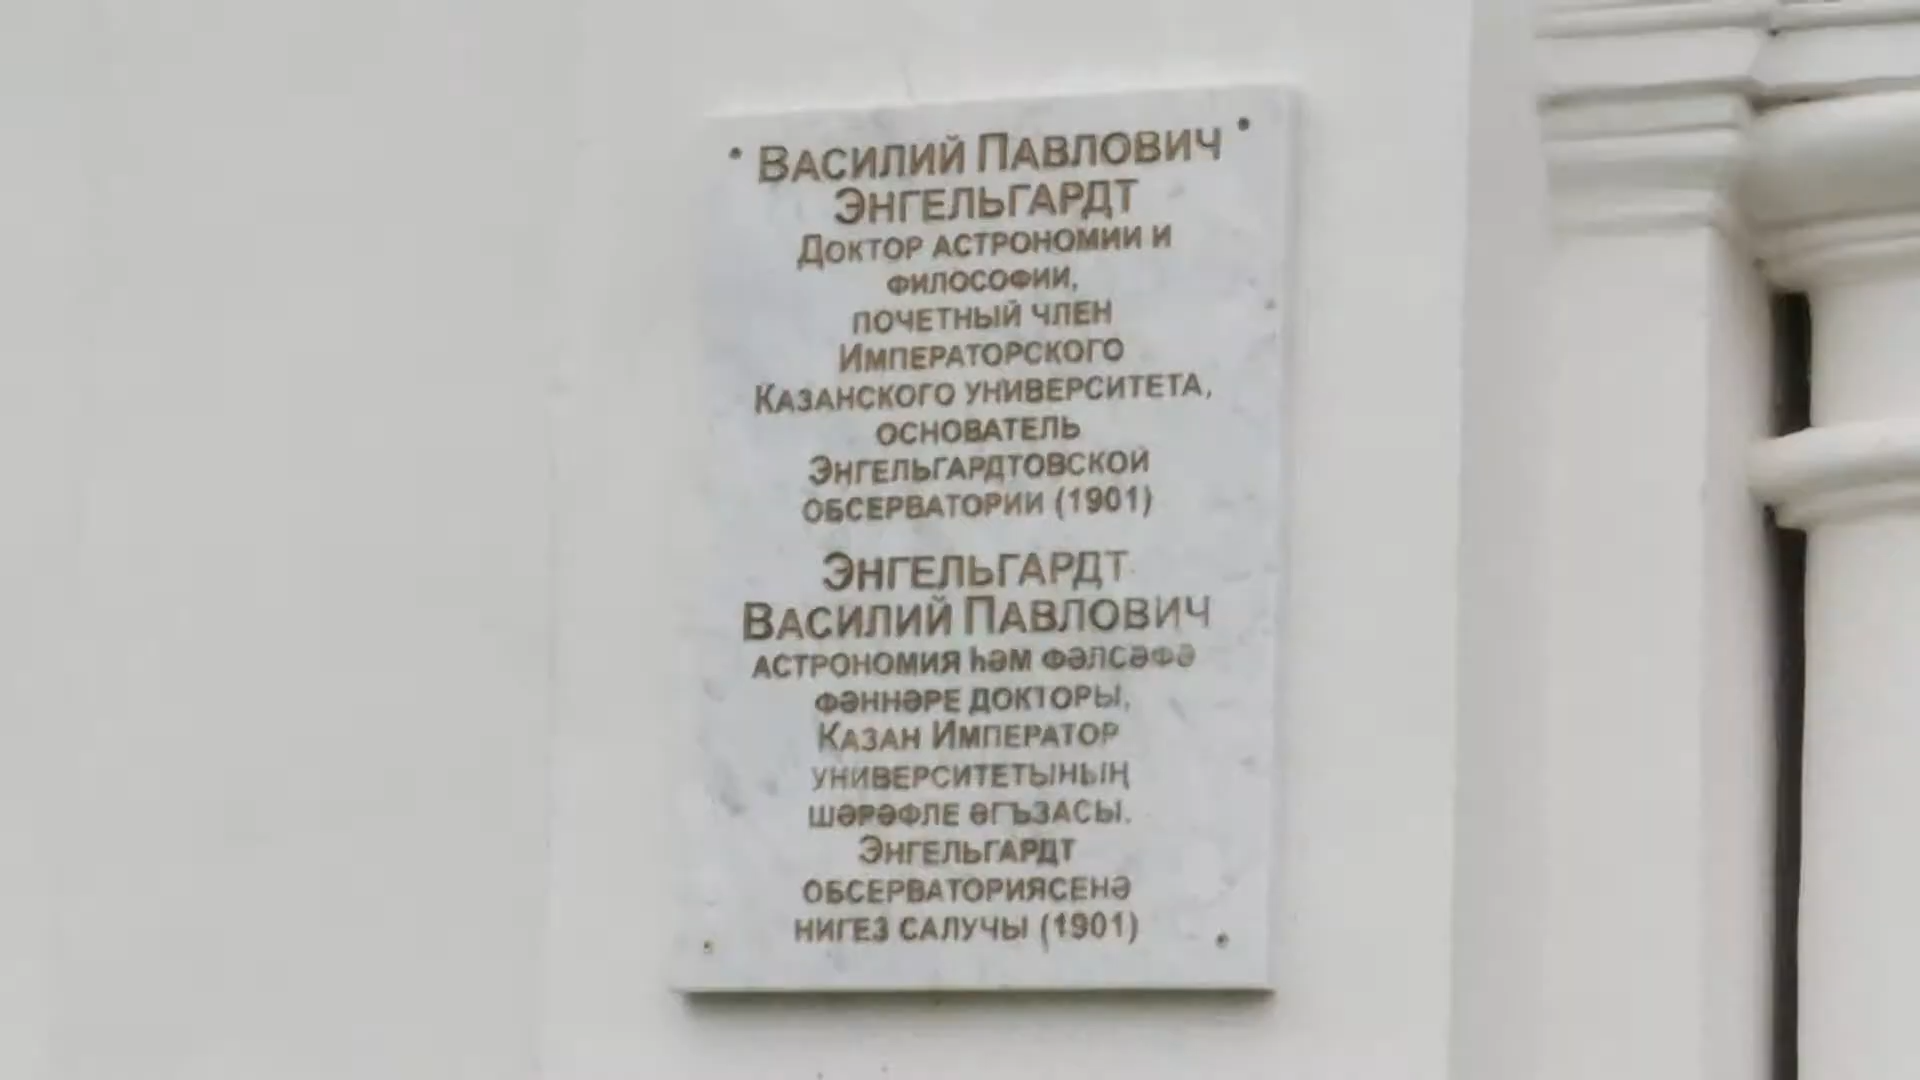 Василий Павлович
Энгельгардт
Доктор астрономии и
философии,
почетный член
Императорского
Казанского университета,
основатель
Энгельгардтовской
обсерватории (1901)
Энгельгардт
Василий Павлович
астрономия һәм фәлсәфә
фәннәре докторы,
Казан Император
университетының
шәрәфле әгъзасы,
Энгельгардт
обсерваториясенә
нигез салучы (1901)